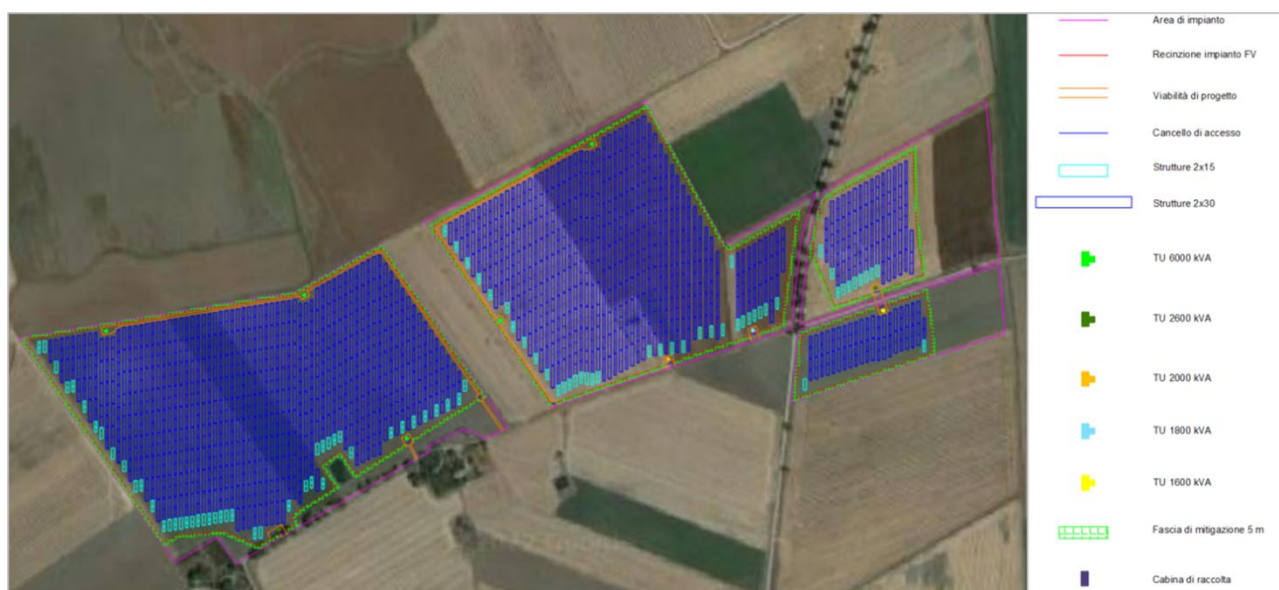 Area di impianto
Recinzione impianto FV
Viabilità di progetto
Cancello di accesso
Strutture 2x15
Strutture 2x30
TU 6000 kVA
TU 2600 kVA
TU 2000 kVA
TU 1800 kVA
TU 1600 kVA
Fascia di mitigazione 5 m
Cabina di raccolta